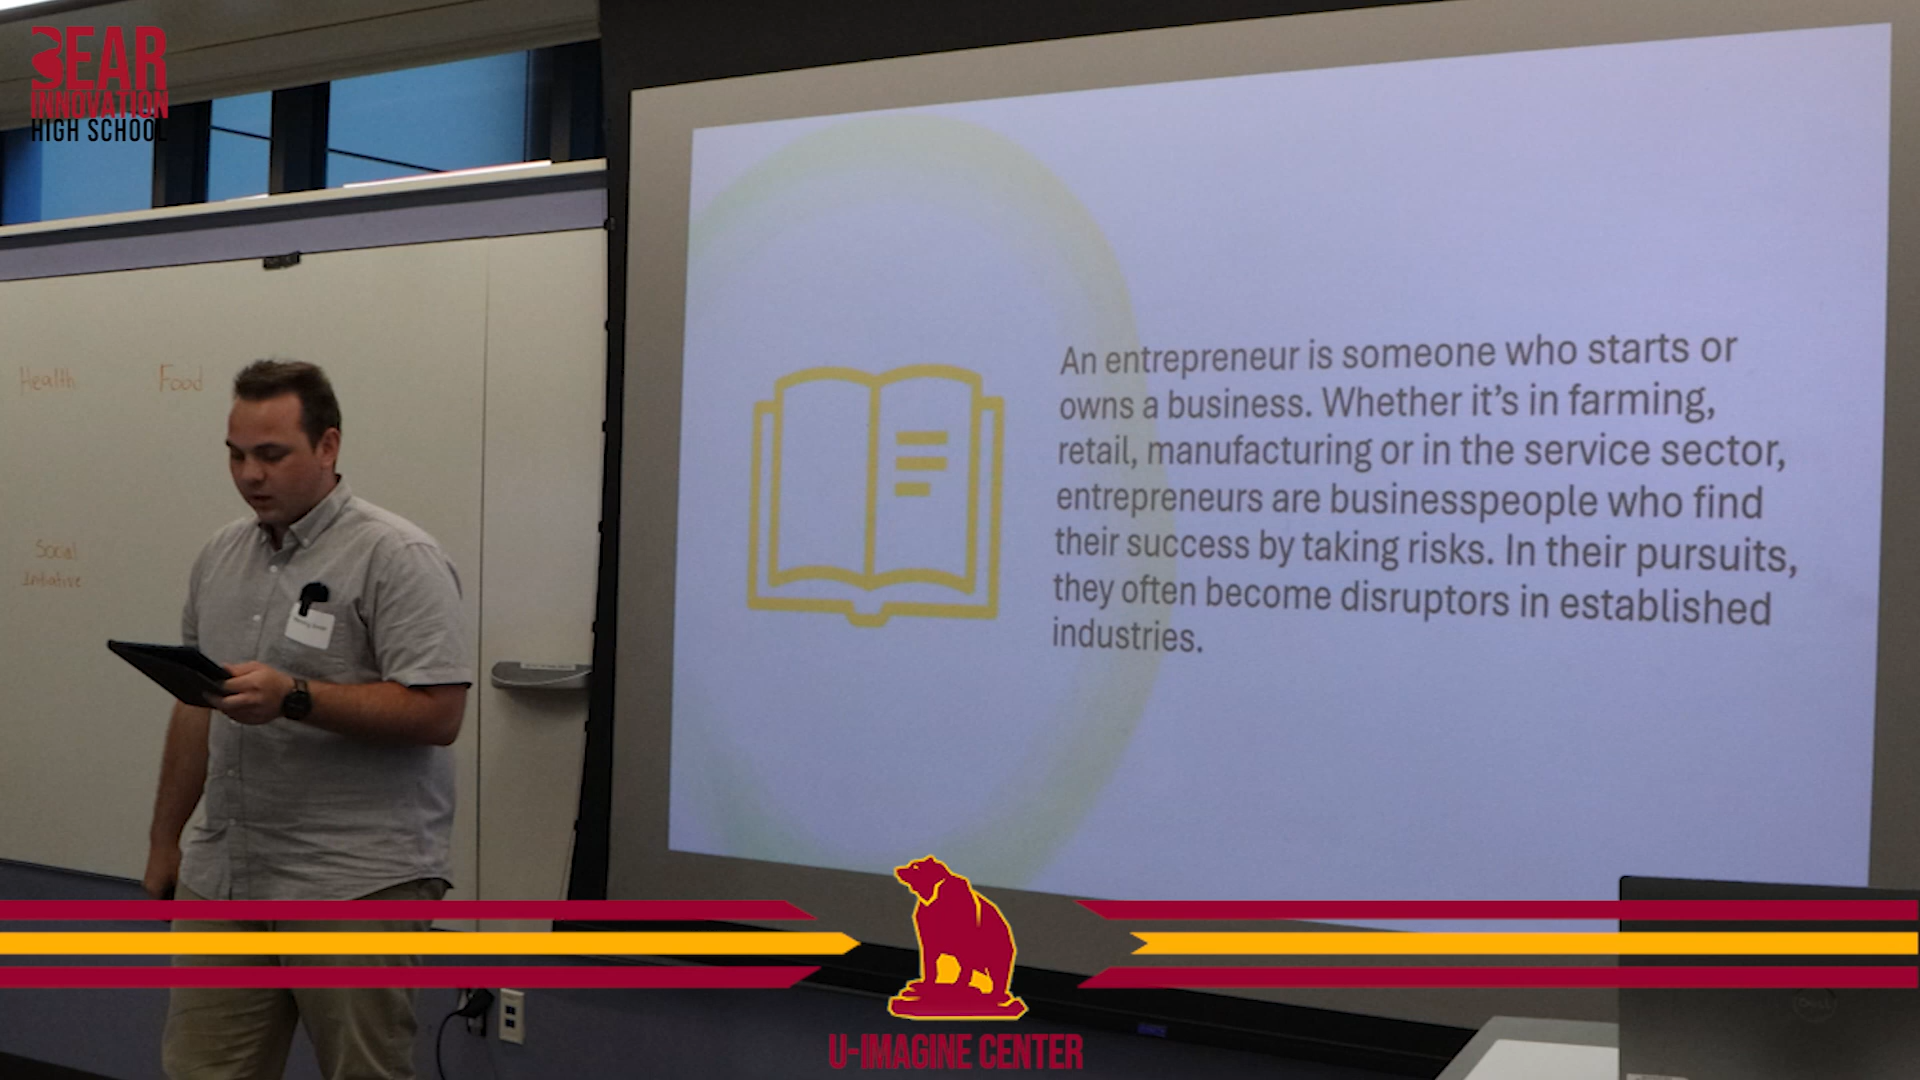 BEAR
INNOVATION
HIGH SCHOOL
Health
Food
Social
Initiative
An entrepreneur is someone who starts or
owns a business. Whether it's in farming,
retail, manufacturing or in the service sector,
entrepreneurs are businesspeople who find
their success by taking risks. In their pursuits,
they often become disruptors in established
industries.
U-IMAGINE CENTER
DELL